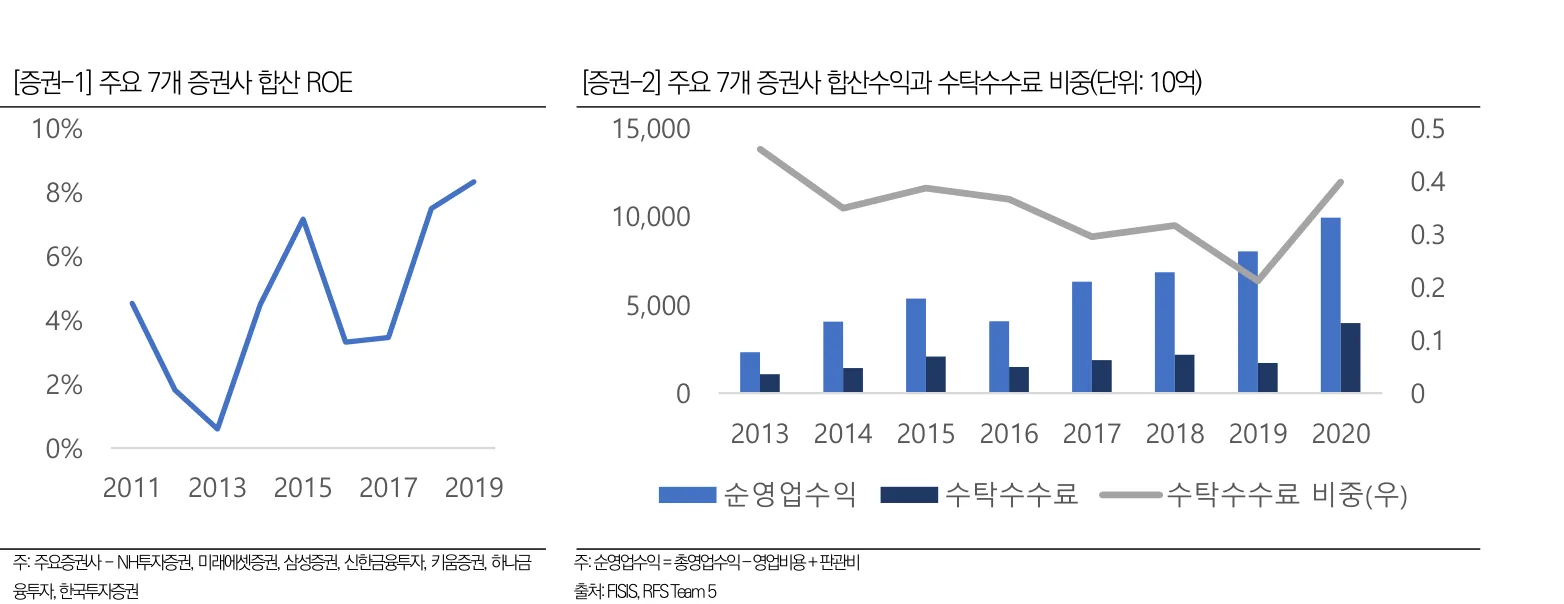 [증권-1] 주요 7개 증권사 합산 ROE
10%
8%
6%
4%
2%
0%
2011 2013 2015 2017 2019
주: 주요증권사 – NH투자증권, 미래에셋증권, 삼성증권, 신한금융투자, 키움증권, 하나금
융투자, 한국투자증권
[증권-2] 주요 7개 증권사 합산수익과 수탁수수료 비중(단위: 10억)
15,000
10,000
5,000
0
0.5
0.4
0.3
0.2
0.1
0
2013 2014 2015 2016 2017 2018 2019 2020
순영업수익 수탁수수료 수탁수수료 비중(우)
주: 순영업수익 = 총영업수익 – 영업비용 + 판관비
출처: FISIS, RFS Team 5